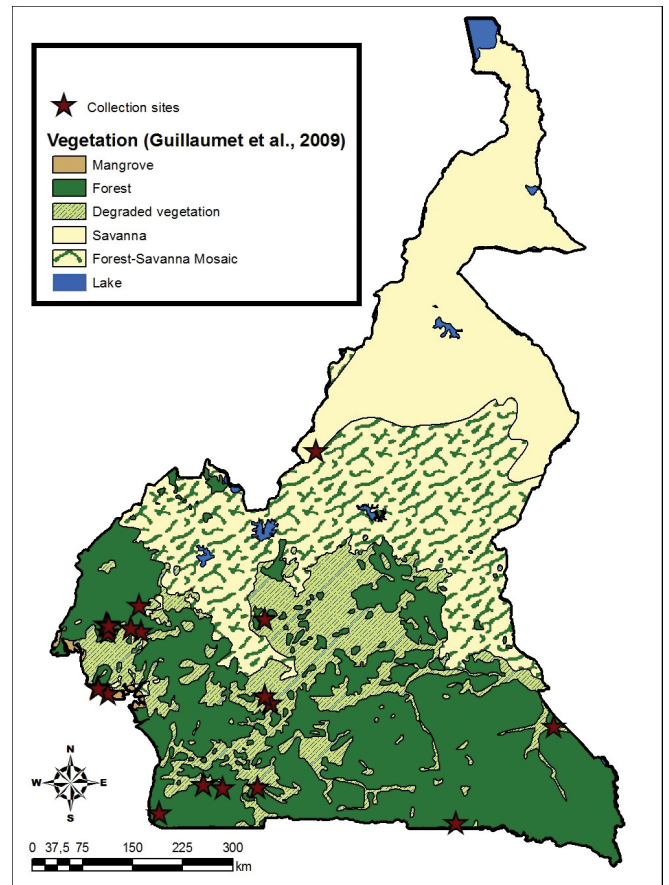 Collection sites
Vegetation (Guillaumet et al., 2009)
Mangrove
Forest
Degraded vegetation
Savanna
Forest-Savanna Mosaic
Lake
N
W E
S
0 37,5 75 150 225 300
km